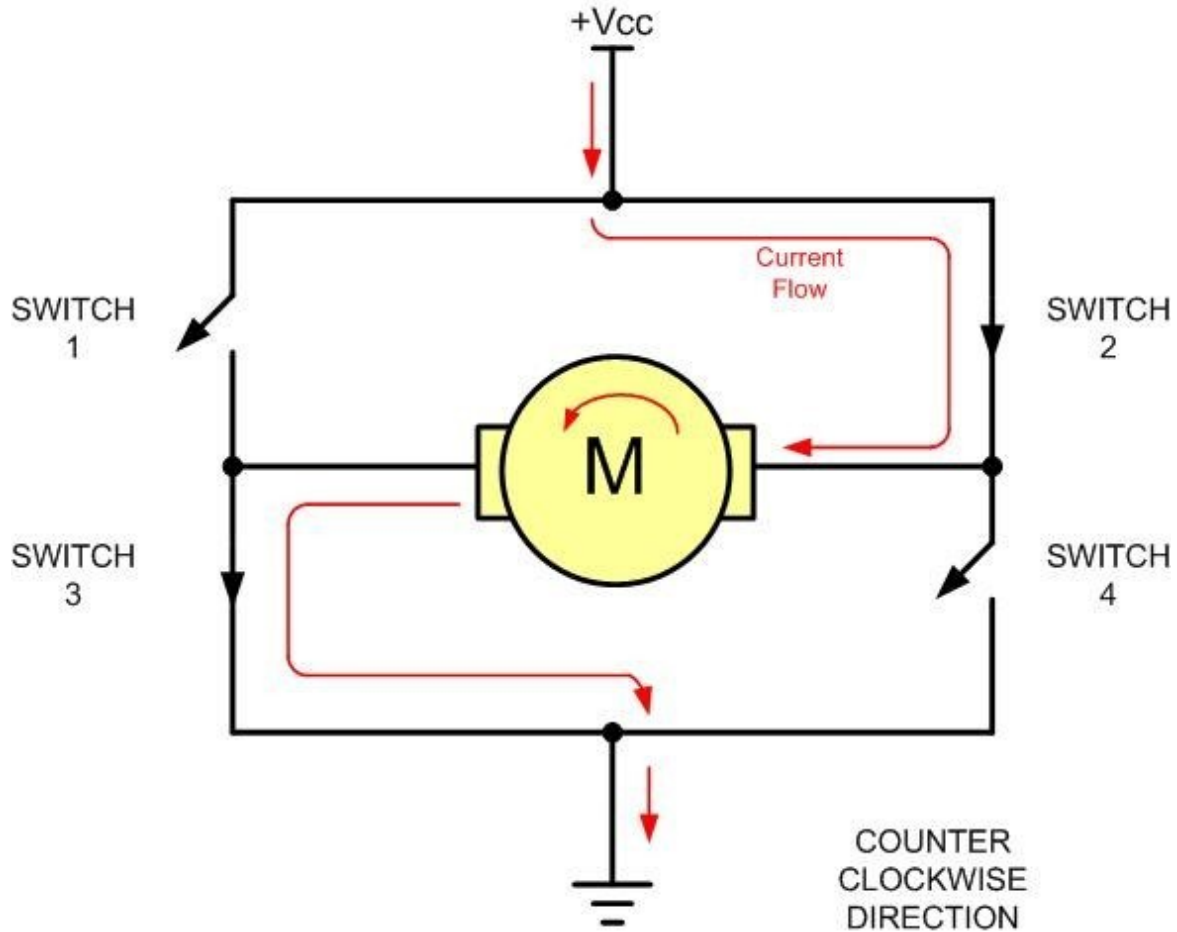 +Vcc
Current
Flow
SWITCH
1
SWITCH
2
M
SWITCH
3
SWITCH
4
COUNTER
CLOCKWISE
DIRECTION